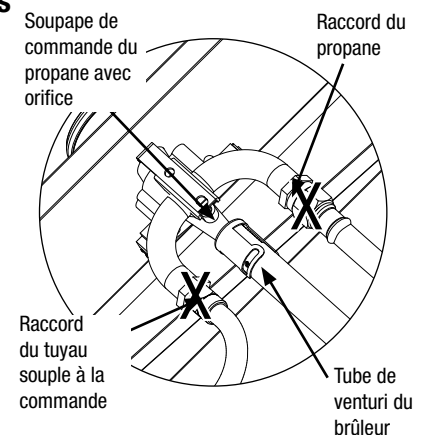 s
Soupape de
commande du
propane avec
orifice
Raccord du
propane
X
X
Raccord
du tuyau
souple à la
commande
Tube de
venturi du
brûleur